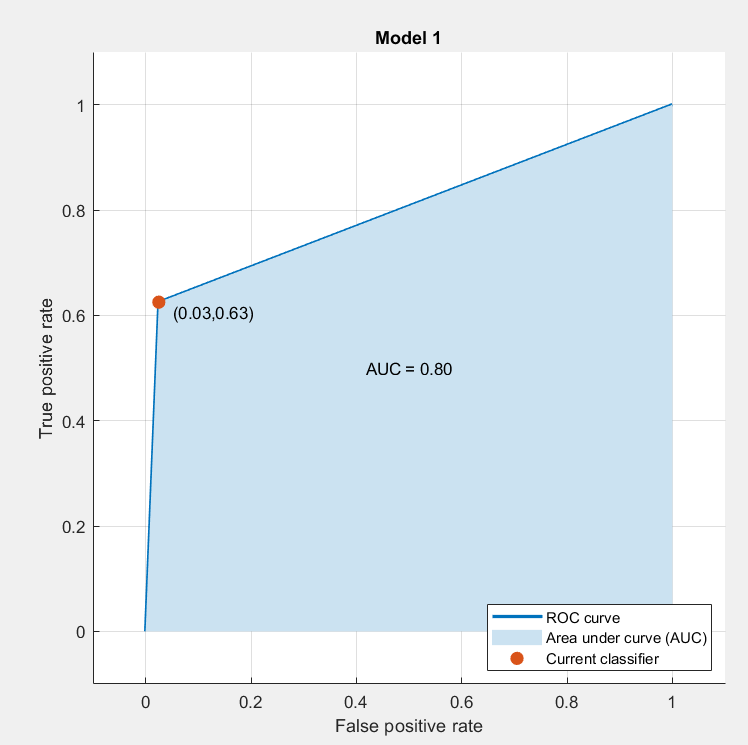 Model 1
True positive rate
1
0.8
0.6
0.4
0.2
0
(0.03,0.63)
AUC = 0.80
ROC curve
Area under curve (AUC)
Current classifier
0 0.2 0.4 0.6 0.8 1
False positive rate